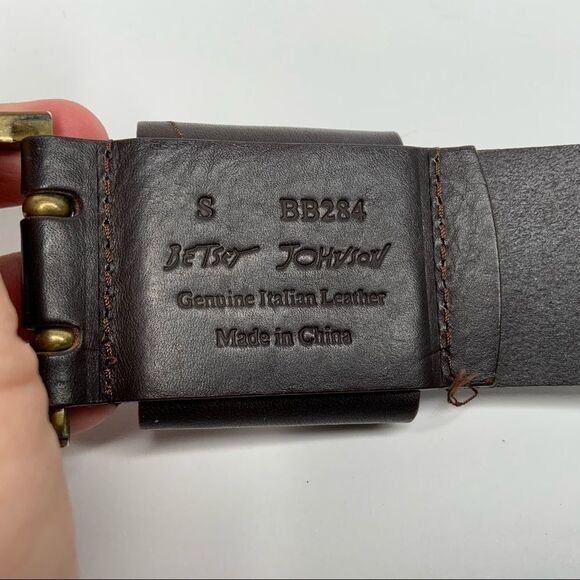 S BB284
BETSEY JOHNSON
Genuine Italian Leather
Made in China